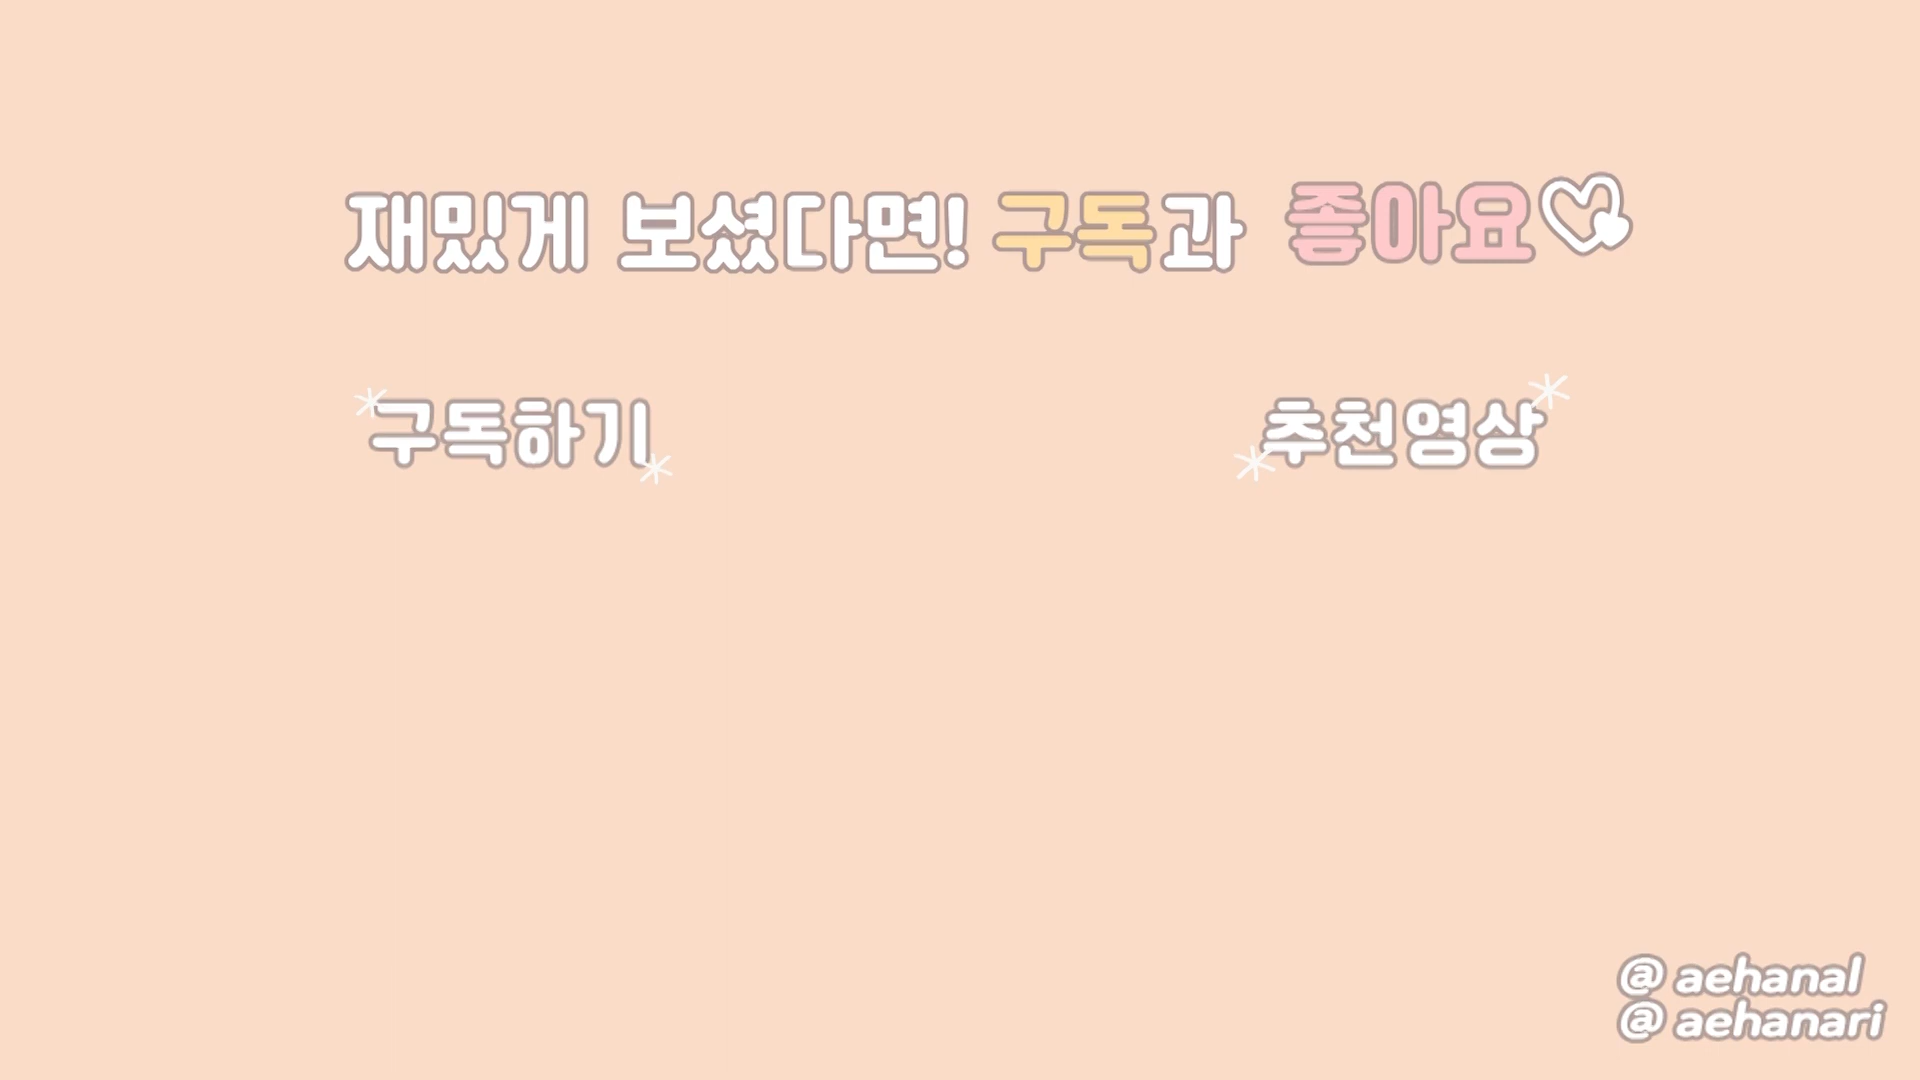 재밌게 보셨다면! 구독과 좋아요
구독하기
추천영상
@ aehanal
@ aehanari